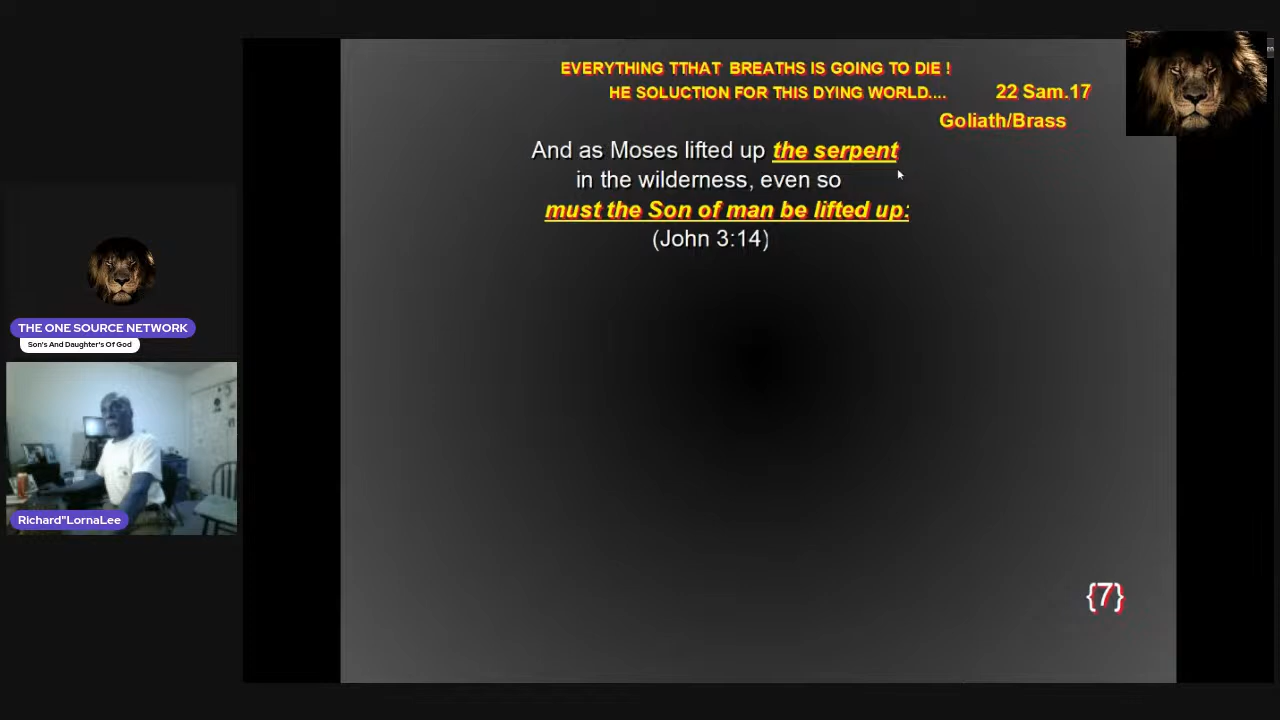 EVERYTHING TTHAT BREATHS IS GOING TO DIE !
HE SOLUCTION FOR THIS DYING WORLD....
22 Sam.17
Goliath/Brass
And as Moses lifted up the serpent
in the wilderness, even so
must the Son of man be lifted up:
(John 3:14)
THE ONE SOURCE NETWORK
Son's And Daughter's Of God
Richard"LornaLee
{7}